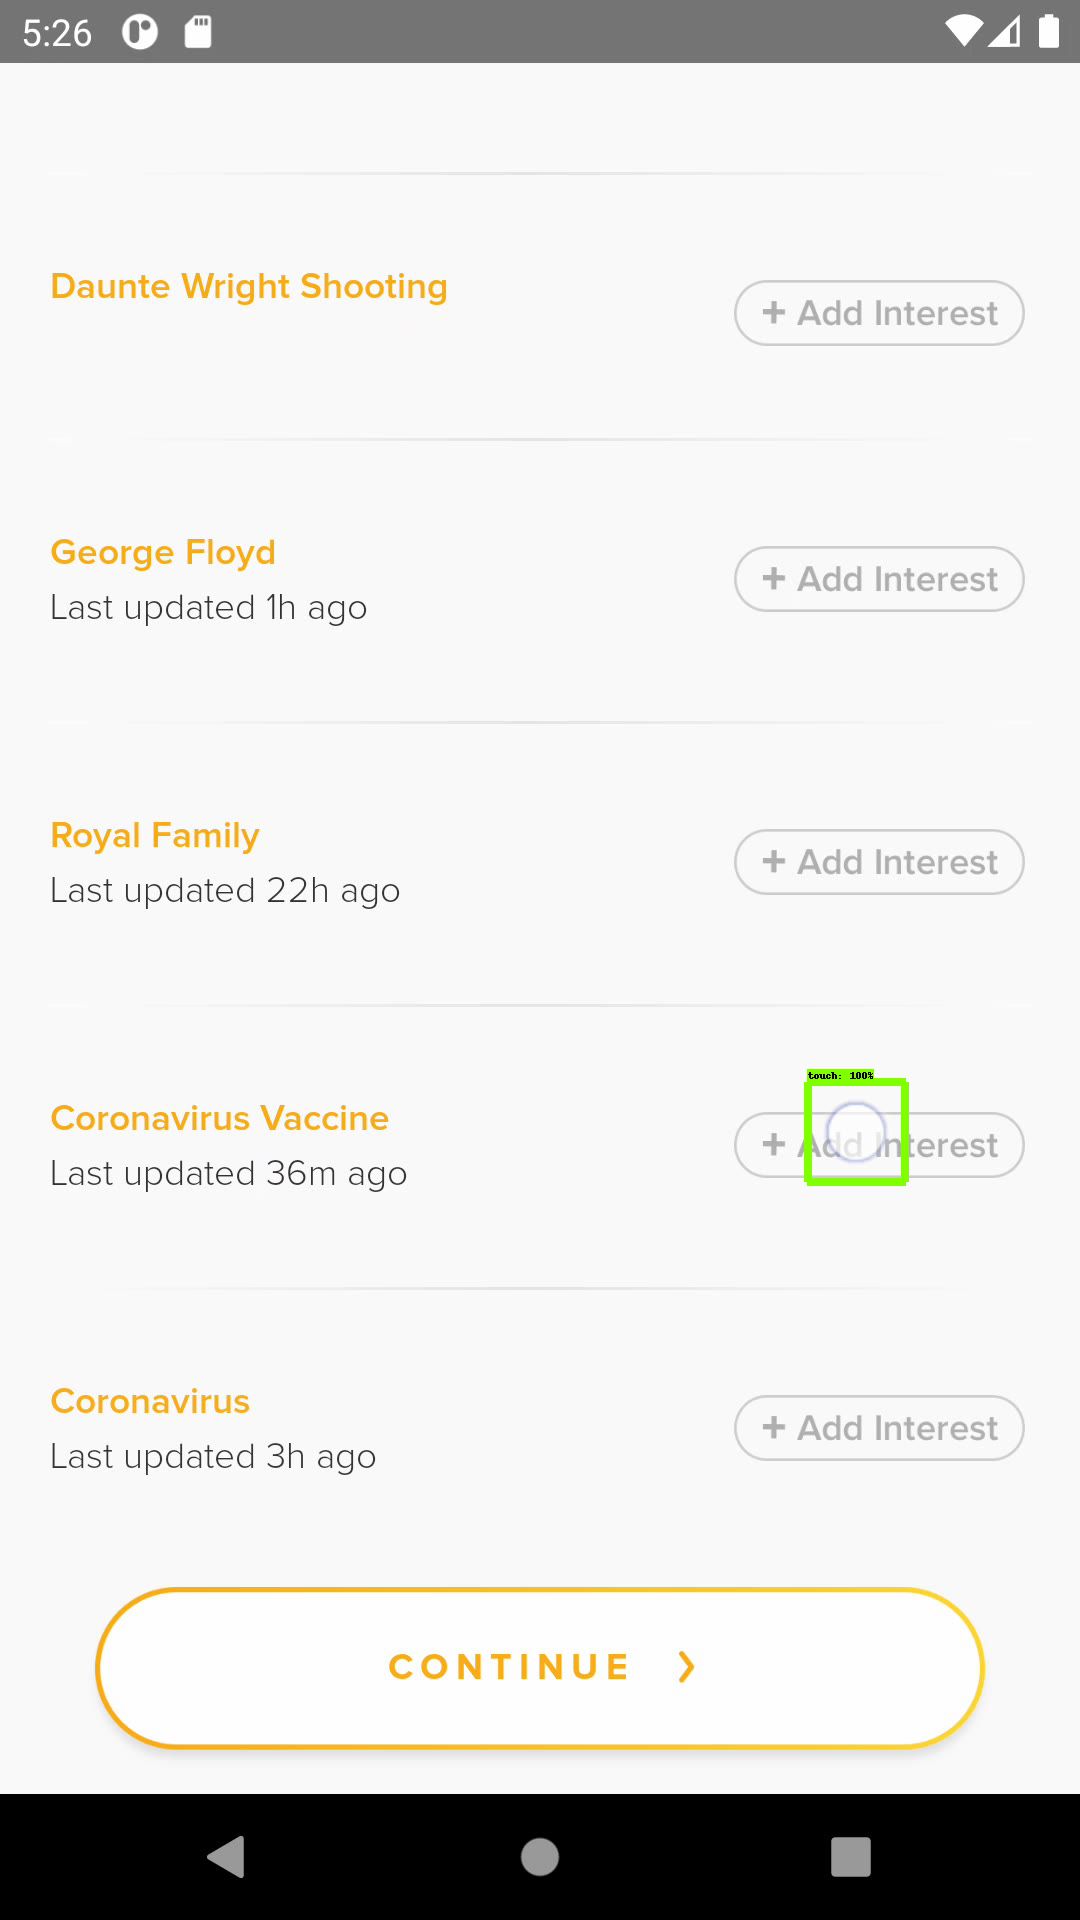 5:26
Daunte Wright Shooting
+ Add Interest
George Floyd
Last updated 1h ago
+ Add Interest
Royal Family
Last updated 22h ago
+ Add Interest
touch: 100%
Coronavirus Vaccine
Last updated 36m ago
+ Add Interest
Coronavirus
Last updated 3h ago
+ Add Interest
CONTINUE